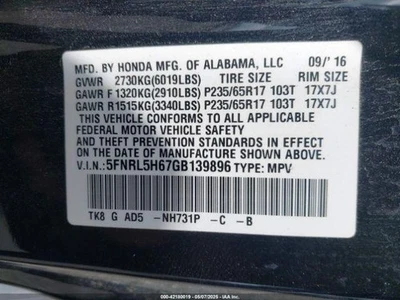 MFD. BY HONDA MFG. OF ALABAMA, LLC 09/'16
GVWR 2730KG(6019LBS) TIRE SIZE RIM SIZE
GAWR F 1320KG(2910LBS) P235/65R17 103T 17X7J
GAWR R1515KG(3340LBS) P235/65R17 103T 17X7J
THIS VEHICLE CONFORMS TO ALL APPLICABLE
FEDERAL MOTOR VEHICLE SAFETY
AND THEFT PREVENTION STANDARDS IN EFFECT
ON THE DATE OF MANUFACTURE SHOWN ABOVE.
V.I.N.: 5FNRL5H67GB139896 TYPE: MPV
TK8 G AD5 -NH731P -C -B
000-42190019 - 05/07/2025 - IAAI.COM